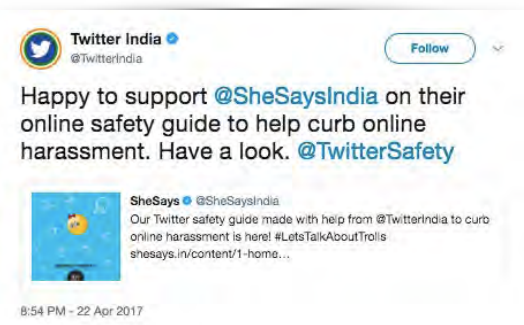 Twitter India
@TwitterIndia
Follow
Happy to support @SheSaysIndia on their
online safety guide to help curb online
harassment. Have a look. @TwitterSafety
SheSays @SheSaysIndia
Our Twitter safety guide made with help from @TwitterIndia to curb
online harassment is here! #LetsTalkAboutTrolls
shesays.in/content/1-home...
8:54 PM - 22 Apr 2017